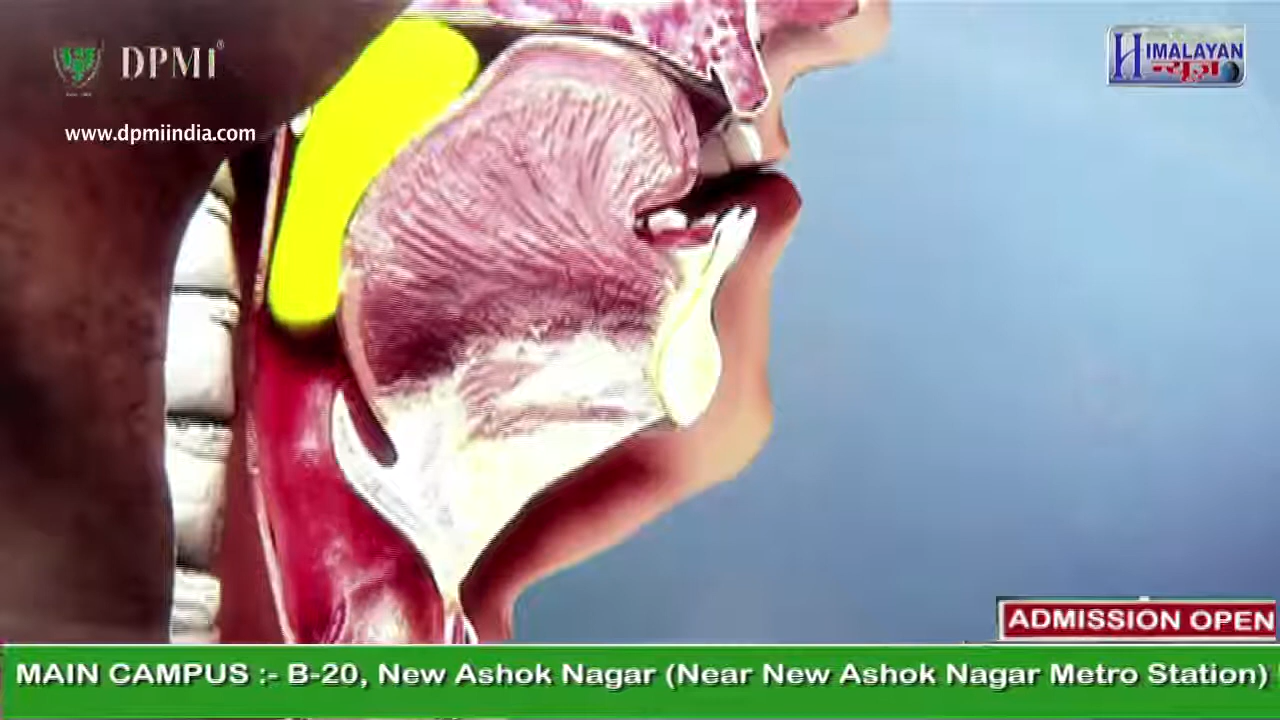 DPMI
www.dpmiindia.com
HIMALAYAN
न्यूज़
ADMISSION OPEN
MAIN CAMPUS :- B-20, New Ashok Nagar (Near New Ashok Nagar Metro Station)